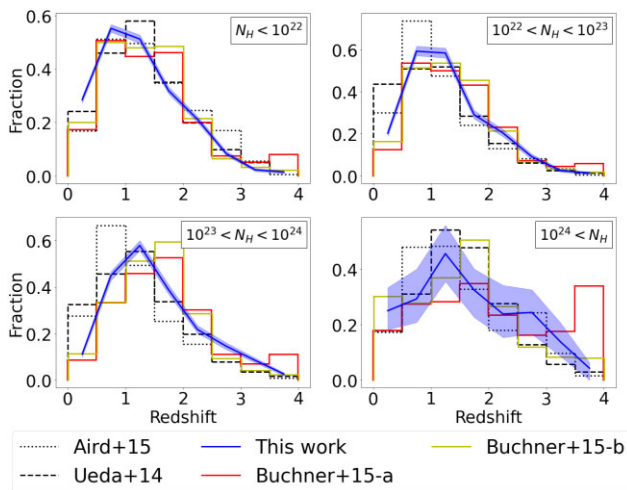 N_H < 10^22
10^22 < N_H < 10^23
Fraction
0.6
0.4
0.2
0.0
0 1 2 3 4
0.6
0.4
0.2
0.0
0 1 2 3 4
10^23 < N_H < 10^24
10^24 < N_H
Fraction
0.6
0.4
0.2
0.0
0 1 2 3 4
Redshift
0.4
0.2
0.0
0 1 2 3 4
Redshift
Aird+15
This work
Buchner+15-b
Ueda+14
Buchner+15-a